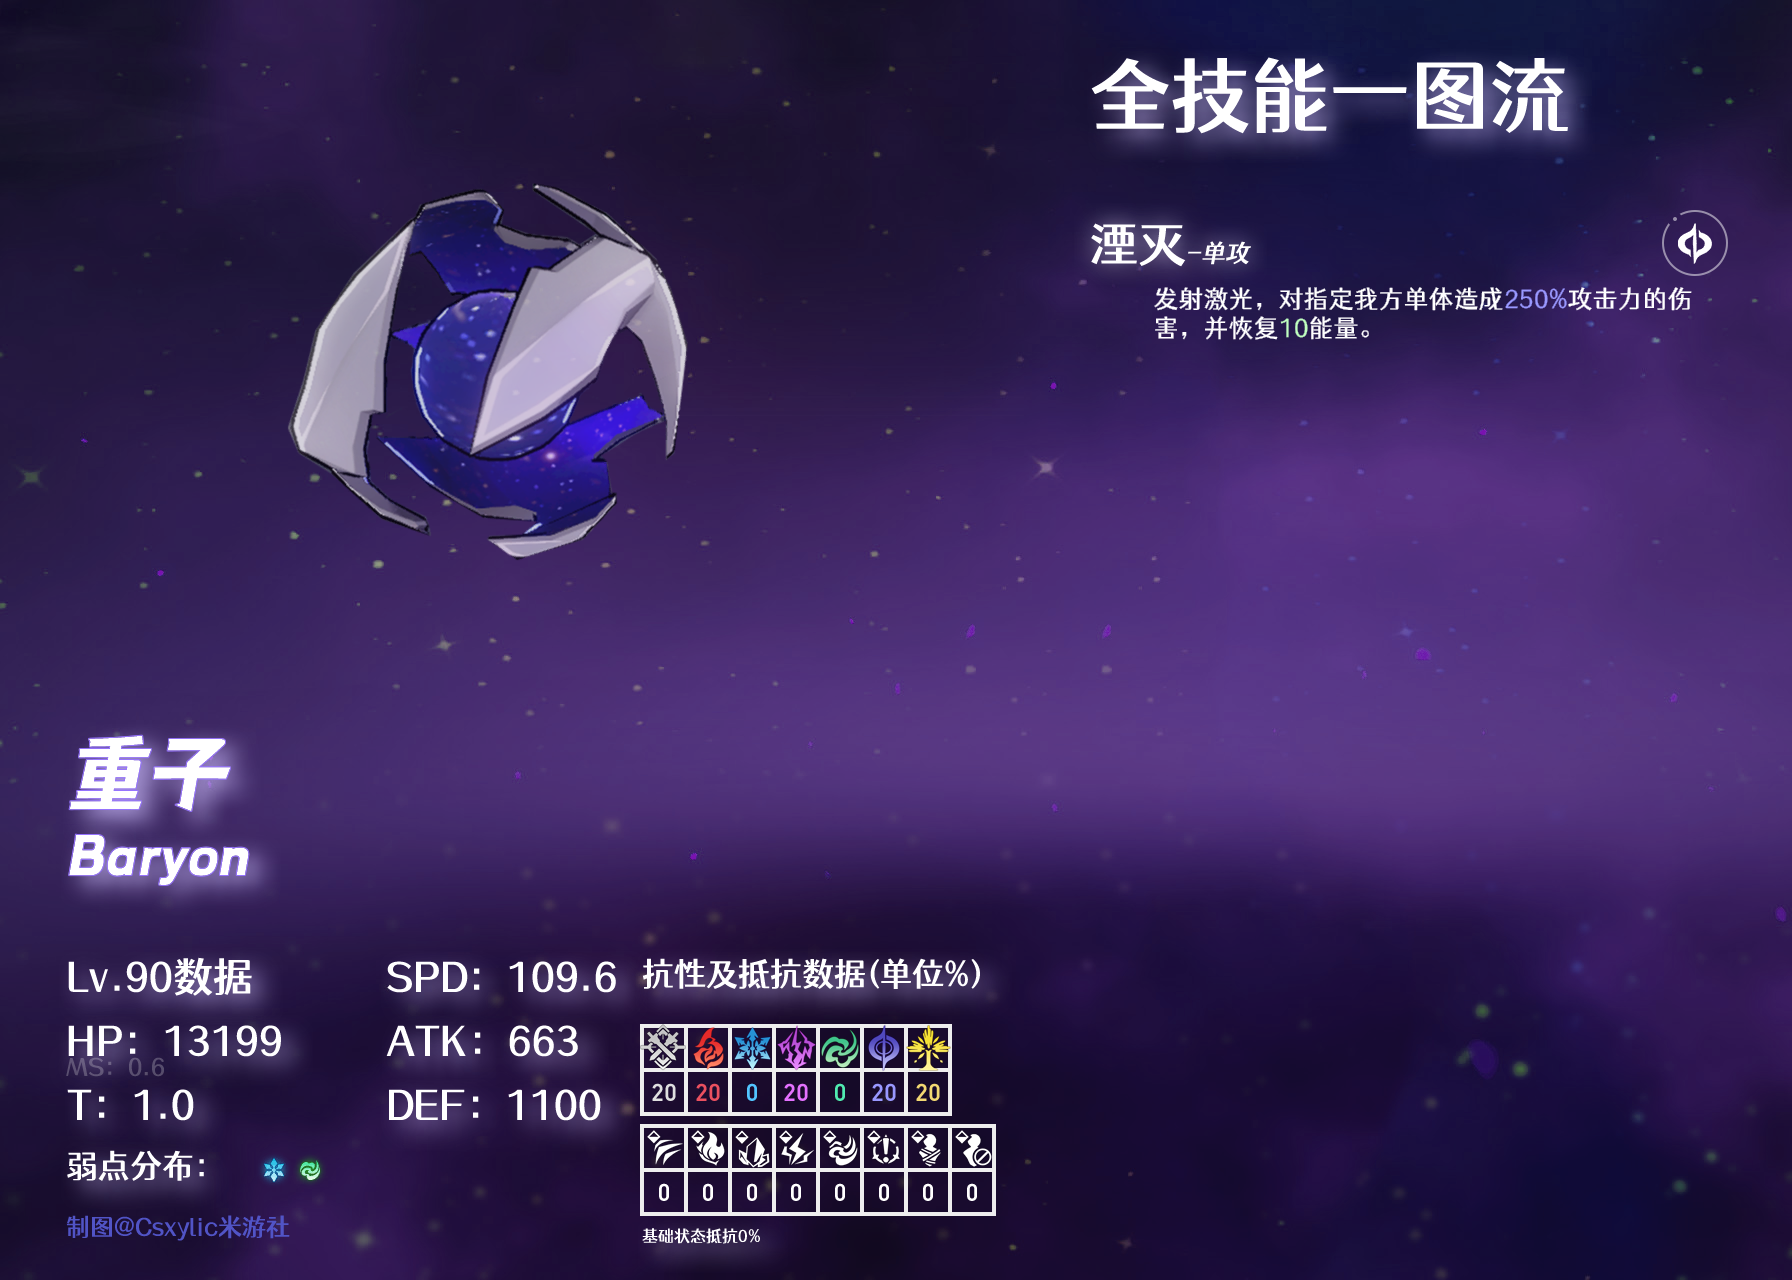 全技能一图流
湮灭-单攻
发射激光，对指定我方单体造成250%攻击力的伤
害，并恢复10能量。
重子
Baryon
Lv.90数据
SPD：109.6
HP：13199
ATK：663
MS：0.6
T：1.0
DEF：1100
弱点分布：
制图@Csxylic米游社
抗性及抵抗数据(单位%)
20 20 0 20 0 20 20
0 0 0 0 0 0 0 0
基础状态抵抗0%